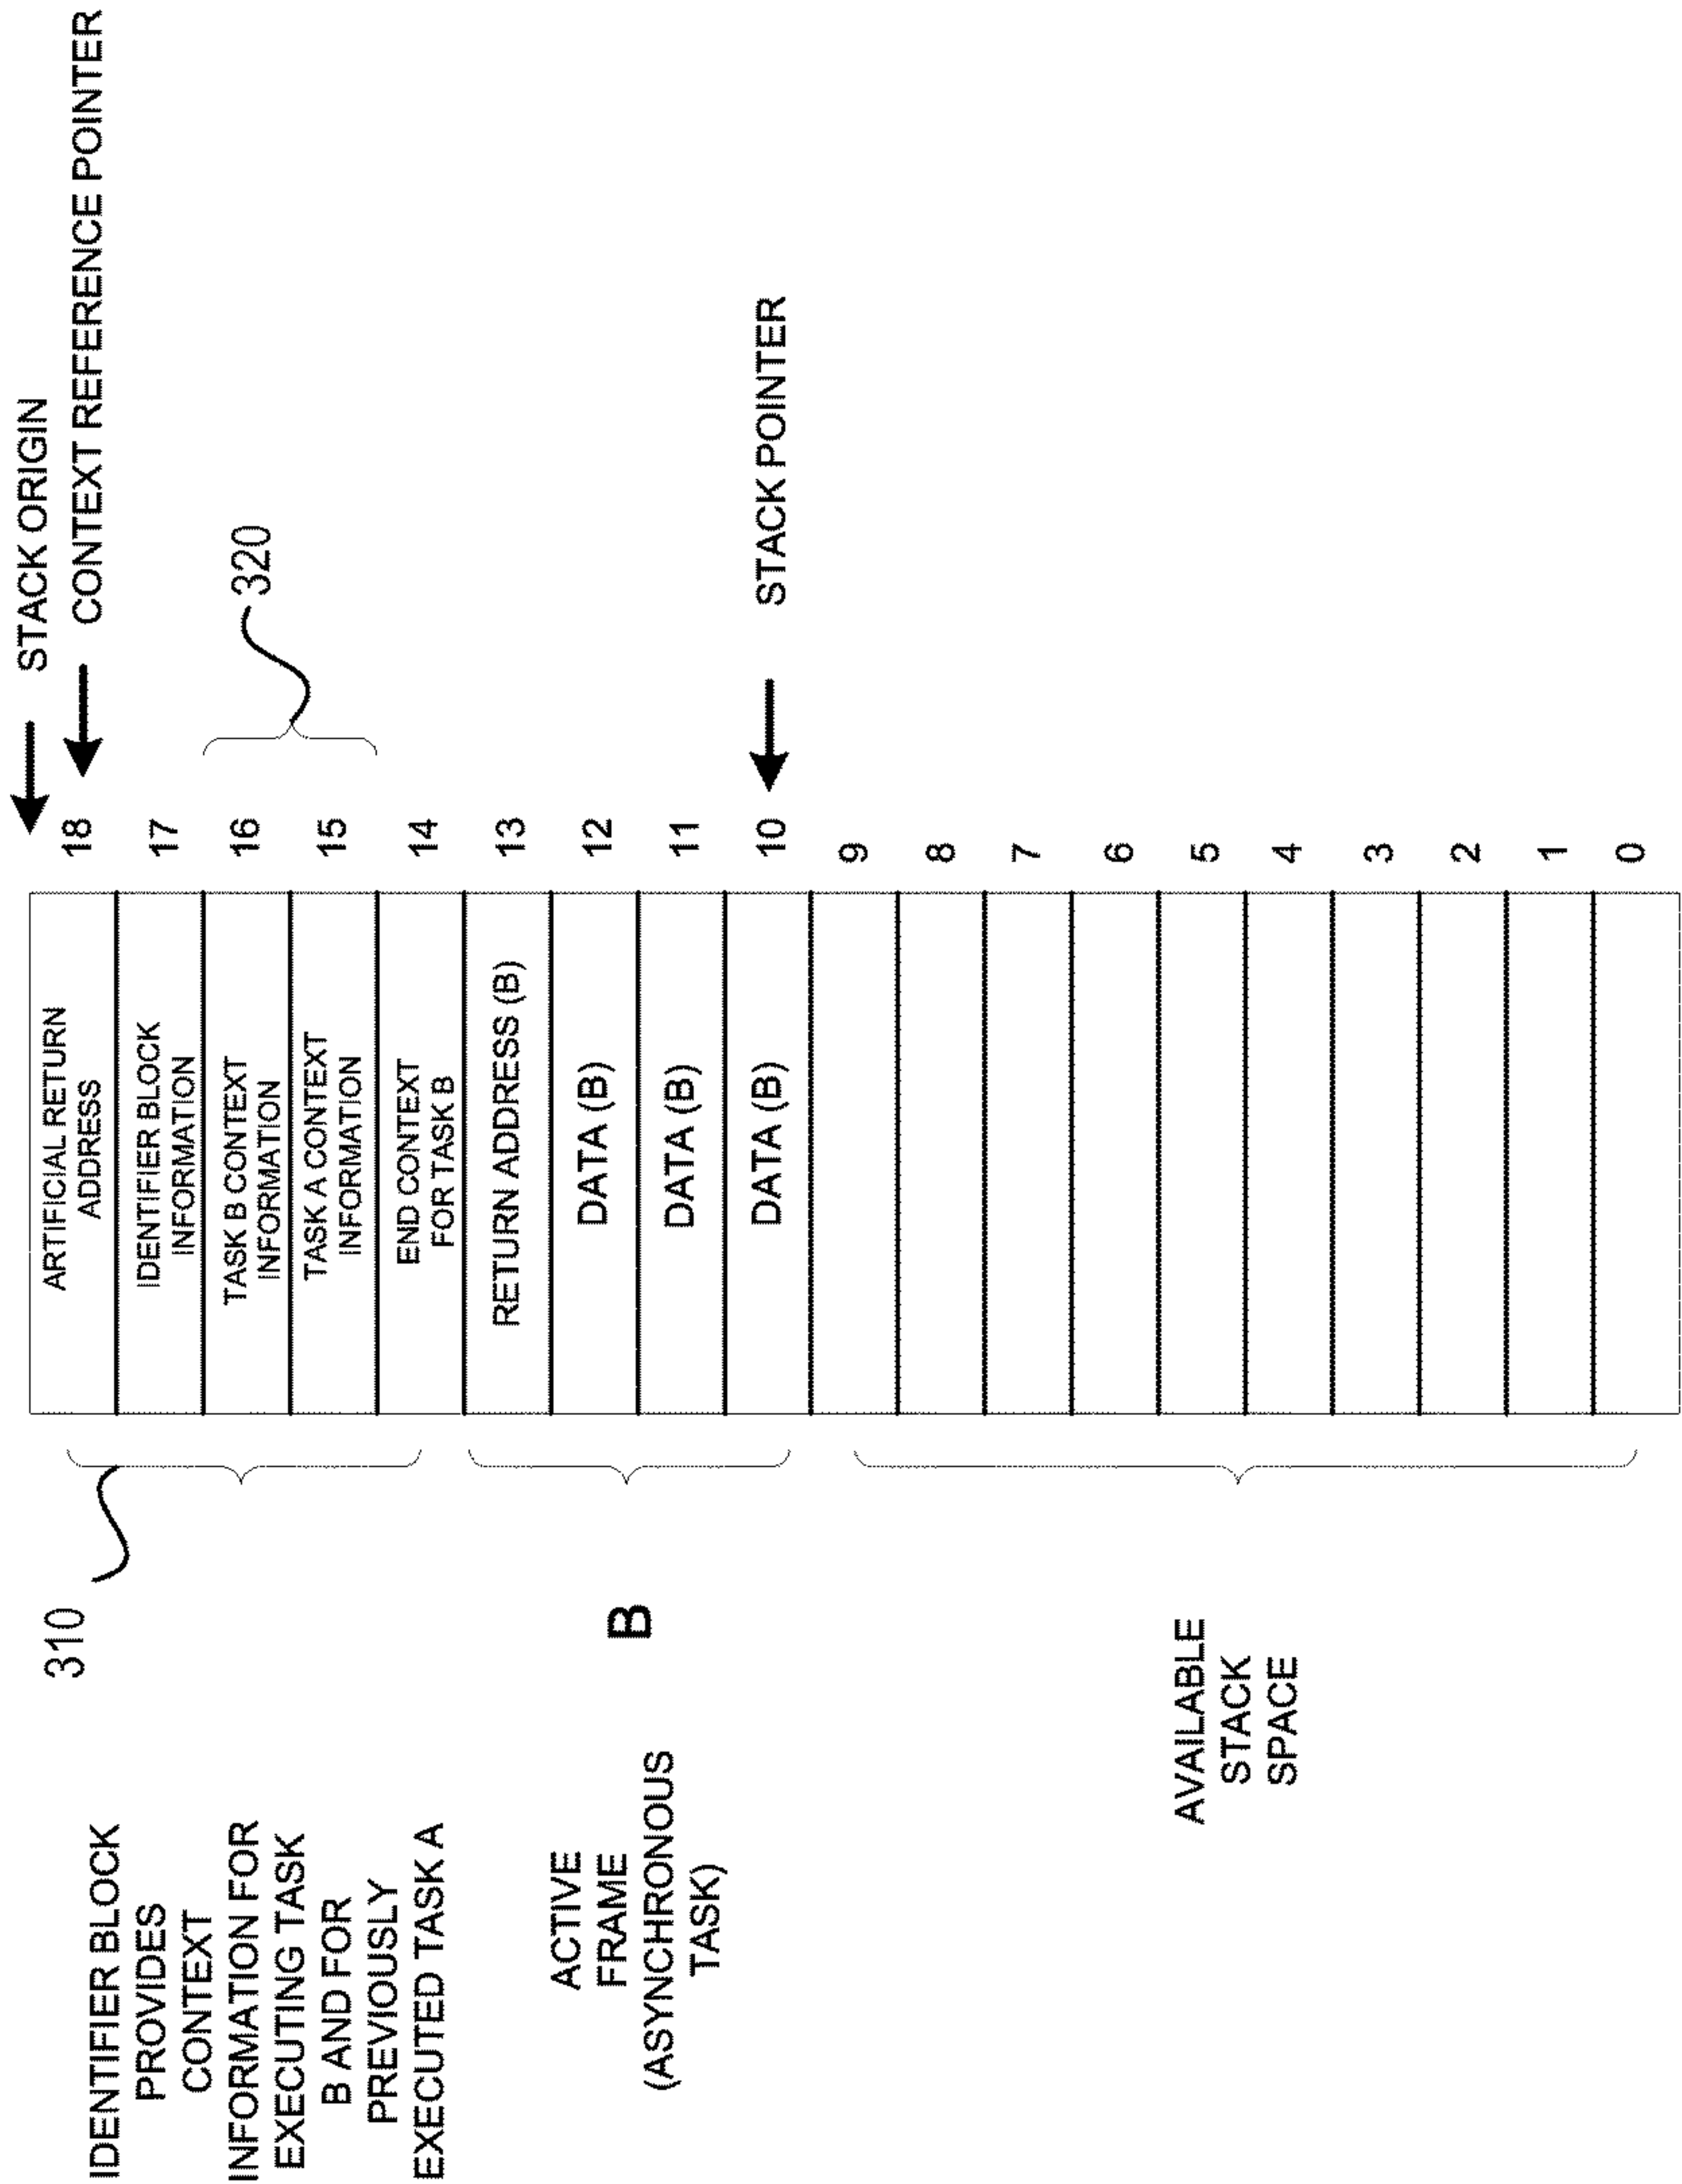 STACK ORIGIN
CONTEXT REFERENCE POINTER
320
STACK POINTER
18
17
16
15
14
13
12
11
10
9
8
7
6
5
4
3
2
1
0
ARTIFICIAL RETURN
ADDRESS
IDENTIFIER BLOCK
INFORMATION
TASK B CONTEXT
INFORMATION
TASK A CONTEXT
INFORMATION
END CONTEXT
FOR TASK B
RETURN ADDRESS (B)
DATA (B)
DATA (B)
DATA (B)
310
IDENTIFIER BLOCK
PROVIDES
CONTEXT
INFORMATION FOR
EXECUTING TASK
B AND FOR
PREVIOUSLY
EXECUTED TASK A
B
ACTIVE
FRAME
(ASYNCHRONOUS
TASK)
AVAILABLE
STACK
SPACE